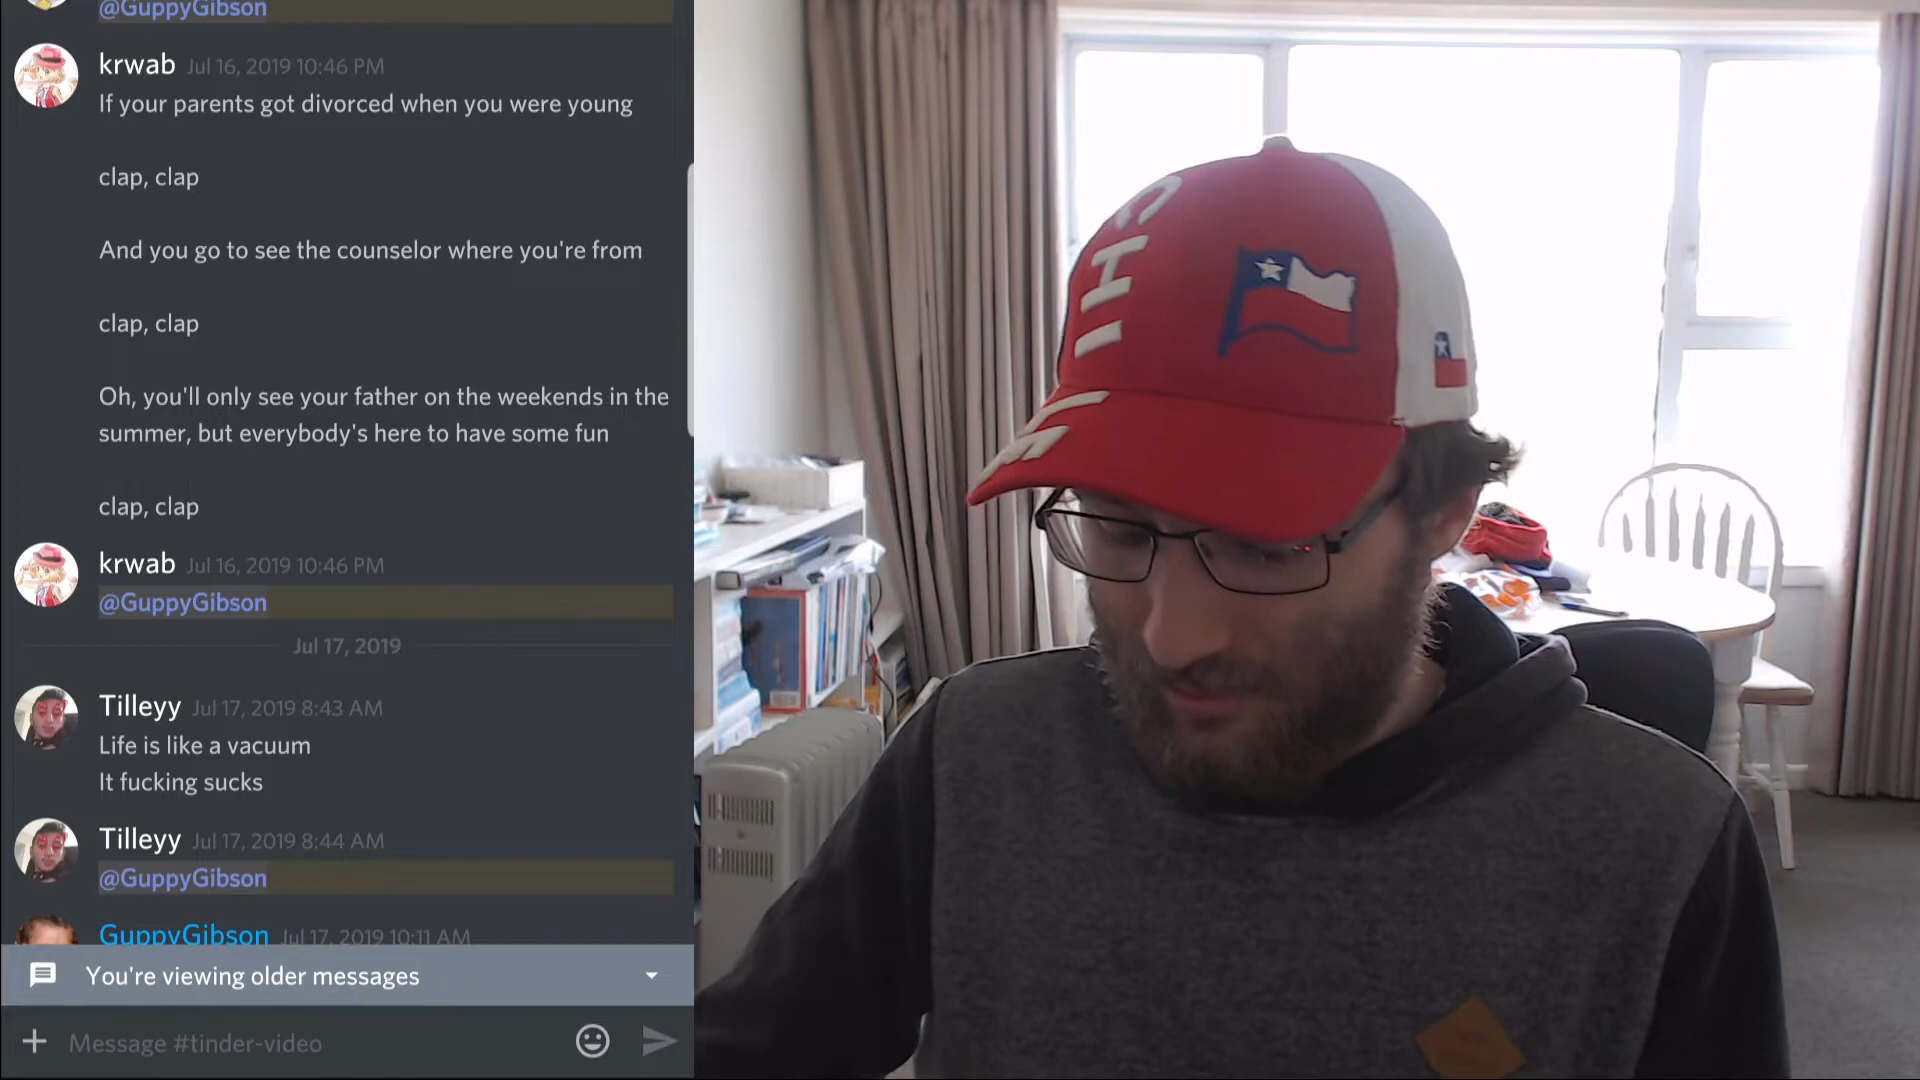 @GuppyGibson
krwab Jul 16, 2019 10:46 PM
If your parents got divorced when you were young
clap, clap
And you go to see the counselor where you're from
clap, clap
Oh, you'll only see your father on the weekends in the
summer, but everybody's here to have some fun
clap, clap
krwab Jul 16, 2019 10:46 PM
@GuppyGibson
Jul 17, 2019
Tilleyy Jul 17, 2019 8:43 AM
Life is like a vacuum
It fucking sucks
Tilleyy Jul 17, 2019 8:44 AM
@GuppyGibson
GuppyGibson Jul 17, 2019 10:11 AM
You're viewing older messages
Message #tinder-video